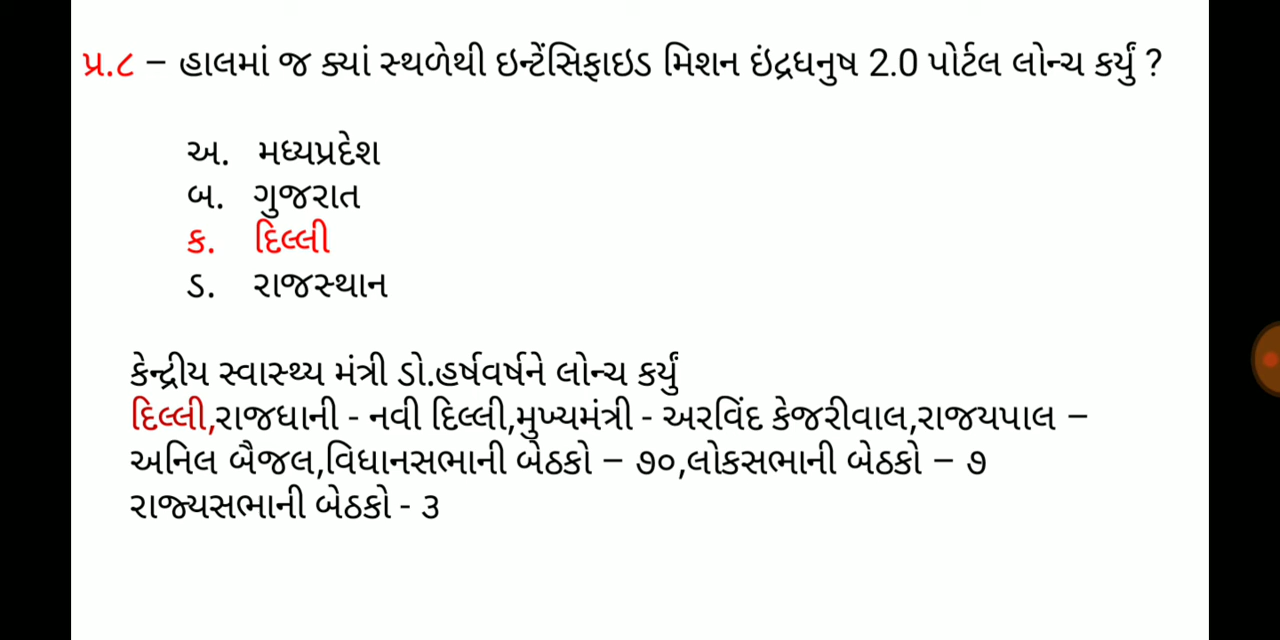 પ્ર.૮ – હાલમાં જ ક્યાં સ્થળેથી ઇન્ટેંસિફાઇડ મિશન ઇંદ્રધનુષ 2.0 પોર્ટલ લોન્ચ કર્યું ?
અ. મધ્યપ્રદેશ
બ. ગુજરાત
ક. દિલ્લી
ડ. રાજસ્થાન
કેન્દ્રીય સ્વાસ્થ્ય મંત્રી ડો.હર્ષવર્ષને લોન્ચ કર્યું
દિલ્લી,રાજધાની - નવી દિલ્લી,મુખ્યમંત્રી - અરવિંદ કેજરીવાલ,રાજયપાલ –
અનિલ બૈજલ,વિધાનસભાની બેઠકો – ૭૦,લોકસભાની બેઠકો – ૭
રાજ્યસભાની બેઠકો - ૩